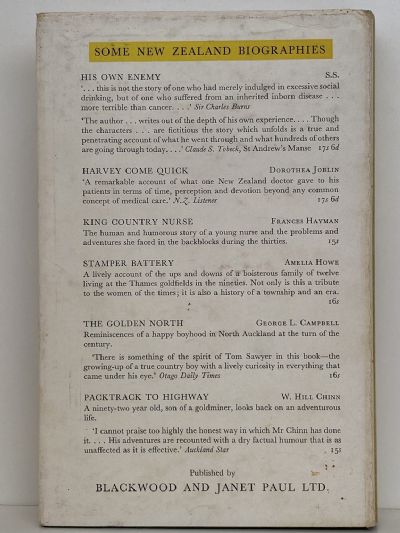 SOME NEW ZEALAND BIOGRAPHIES
HIS OWN ENEMY S.S.
'. . . this is not the story of one who had merely indulged in excessive social
drinking, but of one who suffered from an inherited inborn disease . . .
more terrible than cancer. . . .' Sir Charles Burns
'The author . . . writes out of the depth of his own experience. . . . Though
the characters . . . are fictitious the story which unfolds is a true and
penetrating account of what he went through and what hundreds of others
are going through today. . . .' Claude S. Tebeck, St Andrew's Manse 17s 6d
HARVEY COME QUICK DOROTHEA JOBLIN
'A remarkable account of what one New Zealand doctor gave to his
patients in terms of time, perception and devotion beyond any common
concept of medical care.' N.Z. Listener 17s 6d
KING COUNTRY NURSE FRANCES HAYMAN
The human and humorous story of a young nurse and the problems and
adventures she faced in the backblocks during the thirties. 15s
STAMPER BATTERY AMELIA HOWE
A lively account of the ups and downs of a boisterous family of twelve
living at the Thames goldfields in the nineties. Not only is this a tribute
to the women of the times; it is also a history of a township and an era.
16s
THE GOLDEN NORTH GEORGE L. CAMPBELL
Reminiscences of a happy boyhood in North Auckland at the turn of the
century.
'There is something of the spirit of Tom Sawyer in this book—the
growing-up of a true country boy with a lively curiosity in everything that
came under his eye.' Otago Daily Times 16s
PACKTRACK TO HIGHWAY W. HILL CHINN
A ninety-two year old, son of a goldminer, looks back on an adventurous
life.
'I cannot praise too highly the honest way in which Mr Chinn has done
it. . . . His adventures are recounted with a dry factual humour that is as
unaffected as it is effective.' Auckland Star 15s
Published by
BLACKWOOD AND JANET PAUL LTD.